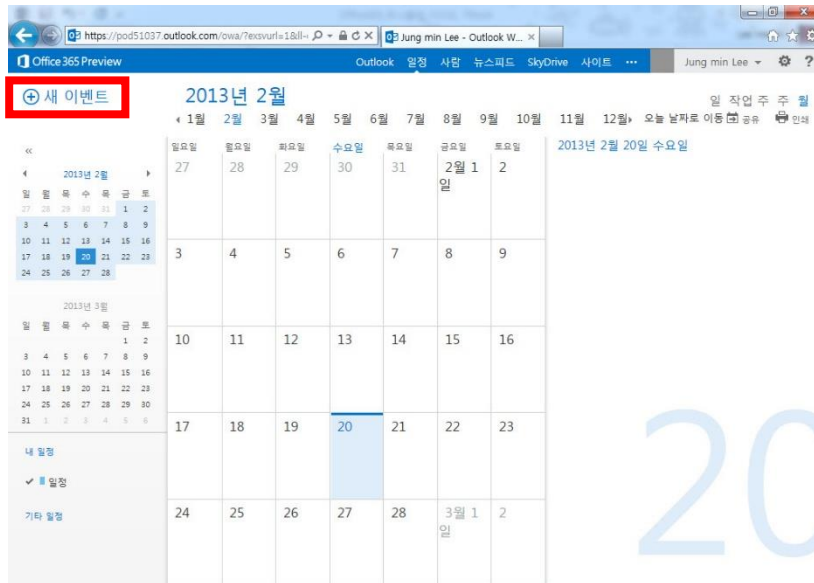 https://pod51037.outlook.com/owa/?exsvurl=1&ll-
Jung min Lee - Outlook W...
Office 365 Preview
Outlook 일정 사람 뉴스피드 SkyDrive 사이트 ··· Jung min Lee ?
새 이벤트
2013년 2월
일 작업 주 주 월
1월 2월 3월 4월 5월 6월 7월 8월 9월 10월 11월 12월 오늘 날짜로 이동 공유 인쇄
«
2013년 2월
일 월 화 수 목 금 토
27 28 29 30 31 1 2
3 4 5 6 7 8 9
10 11 12 13 14 15 16
17 18 19 20 21 22 23
24 25 26 27 28
2013년 3월
일 월 화 수 목 금 토
1 2
3 4 5 6 7 8 9
10 11 12 13 14 15 16
17 18 19 20 21 22 23
24 25 26 27 28 29 30
31 1 2 3 4 5 6
내 일정
일정
기타 일정
일요일 월요일 화요일 수요일 목요일 금요일 토요일
27 28 29 30 31 2월 1일 2
3 4 5 6 7 8 9
10 11 12 13 14 15 16
17 18 19 20 21 22 23
24 25 26 27 28 3월 1일 2
2013년 2월 20일 수요일
20